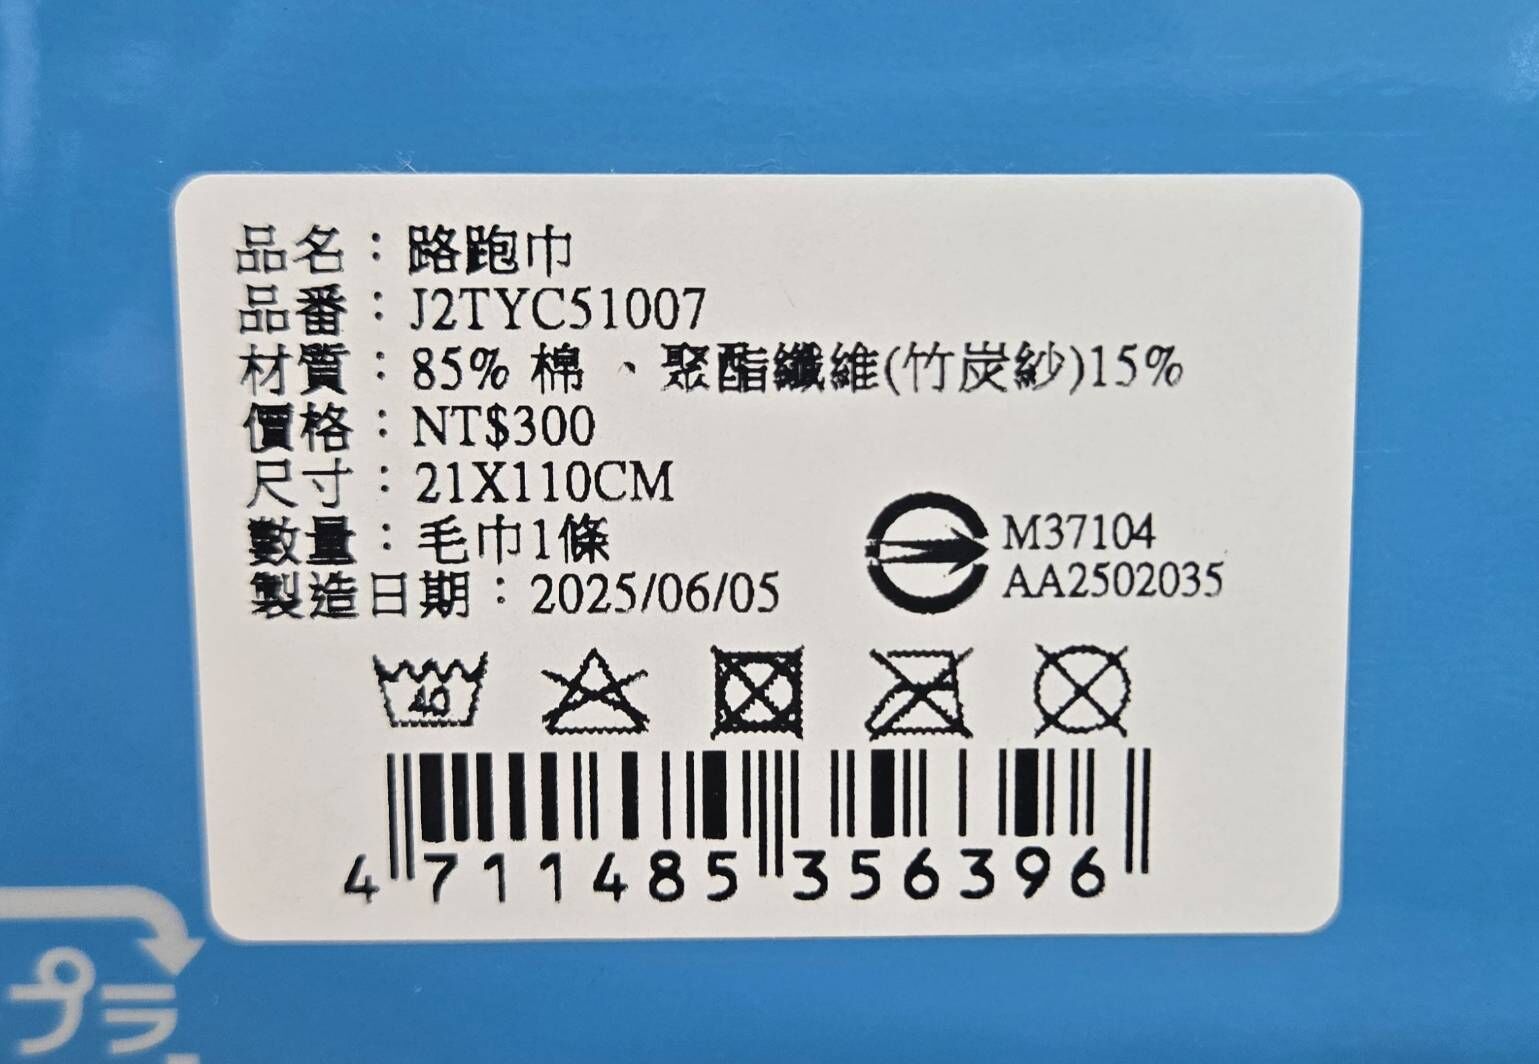 品名：路跑巾
品番：J2TYC51007
材質：85% 棉 、聚酯纖維(竹炭紗)15%
價格：NT$300
尺寸：21X110CM
數量：毛巾1條
製造日期：2025/06/05
M37104
AA2502035
40
4 711485 356396
プラ